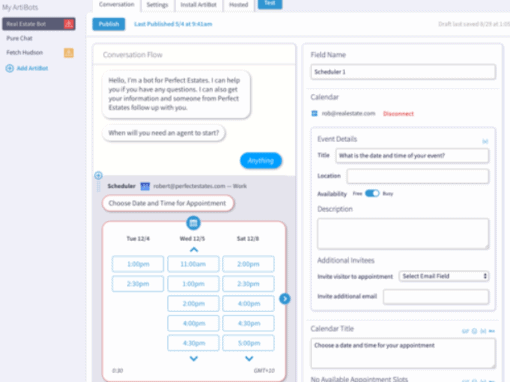 My ArtiBots
Real Estate Bot
Pure Chat
Fetch Hudson
Add ArtiBot
Conversation
Settings
Install ArtiBot
Hosted
Test
Publish
Last Published 5/4 at 9:41am
Draft last saved 6/29 at 1:0
Conversation Flow
Hello, I'm a bot for Perfect Estates. I can help
you if you have any questions. I can also get
your information and someone from Perfect
Estates follow up with you.
When will you need an agent to start?
Anything
Scheduler
robert@perfectestates.com — Work
Choose Date and Time for Appointment
Tue 12/4
Wed 12/5
Sat 12/8
1:00pm
11:00am
2:00pm
2:30pm
1:00pm
2:30pm
2:00pm
4:00pm
4:00pm
4:30pm
4:30pm
5:00pm
0:30
GMT+10
Field Name
Scheduler 1
Calendar
rob@realestate.com
Disconnect
Event Details
Title
What is the date and time of your event?
Location
Availability
Free
Busy
Description
Additional Invitees
Invite visitor to appointment
Select Email Field
Invite additional email
Calendar Title
Choose a date and time for your appointment
No Available Appointment Slots